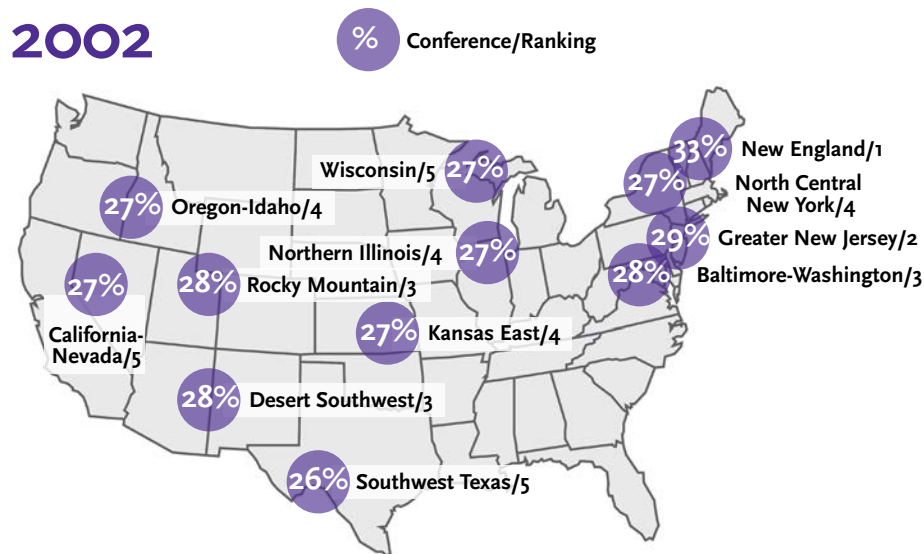 2002
% Conference/Ranking
33% New England/1
27% Wisconsin/5
27% North Central
New York/4
27% Oregon-Idaho/4
29% Greater New Jersey/2
Northern Illinois/4 27%
28% Baltimore-Washington/3
27%
California-
Nevada/5
28% Rocky Mountain/3
27% Kansas East/4
28% Desert Southwest/3
26% Southwest Texas/5